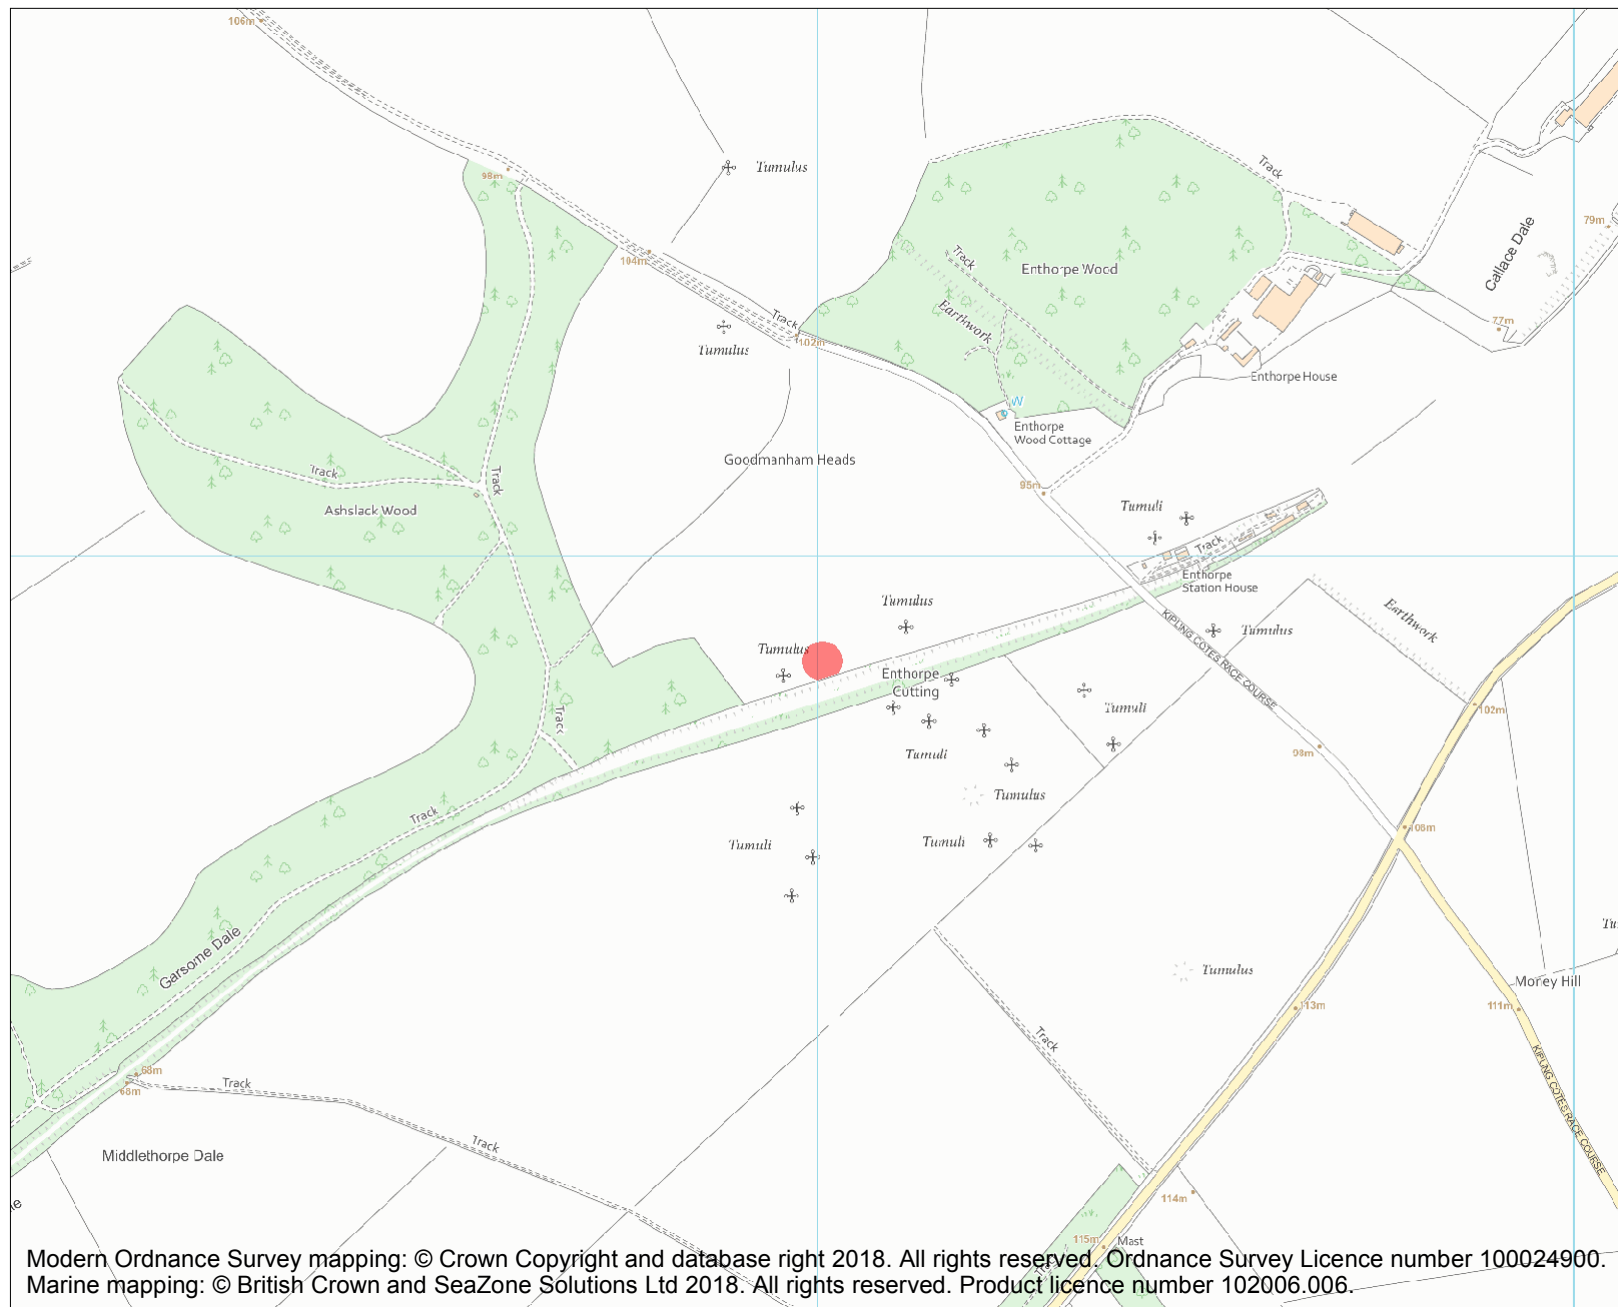 106m
Track
98m
Tumulus
79m
Callace Dale
104m
Track
Enthorpe Wood
Track
Earthwork
102m
77m
Tumulus
Enthorpe House
W
Enthorpe
Wood Cottage
Goodmanham Heads
Track
Track
95m
Ashslack Wood
Tumuli
Track
Enthorpe
Station House
Tumulus
Earthwork
KIPLING COTES RACE COURSE
Tumulus
Tumulus
Enthorpe
Cutting
Track
Tumuli
102m
Tumuli
98m
Tumulus
Track
108m
Tumuli
Tumuli
Garsome Dale
Tumulus
Money Hill
113m
111m
Track
KIPLING COTES RACE COURSE
68m
68m
Track
Track
Middlethorpe Dale
114m
115m
Mast
Track
Modern Ordnance Survey mapping: © Crown Copyright and database right 2018. All rights reserved. Ordnance Survey Licence number 100024900.
Marine mapping: © British Crown and SeaZone Solutions Ltd 2018. All rights reserved. Product licence number 102006.006.